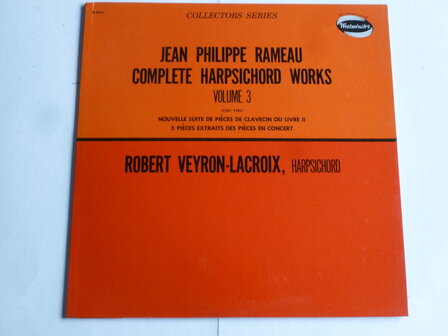 COLLECTORS SERIES
Westminster
JEAN PHILIPPE RAMEAU
COMPLETE HARPSICHORD WORKS
VOLUME 3
NOUVELLE SUITE DE PIÈCES DE CLAVECIN OU LIVRE II
5 PIÈCES EXTRAITS DES PIÈCES EN CONCERT
ROBERT VEYRON-LACROIX, HARPSICHORD